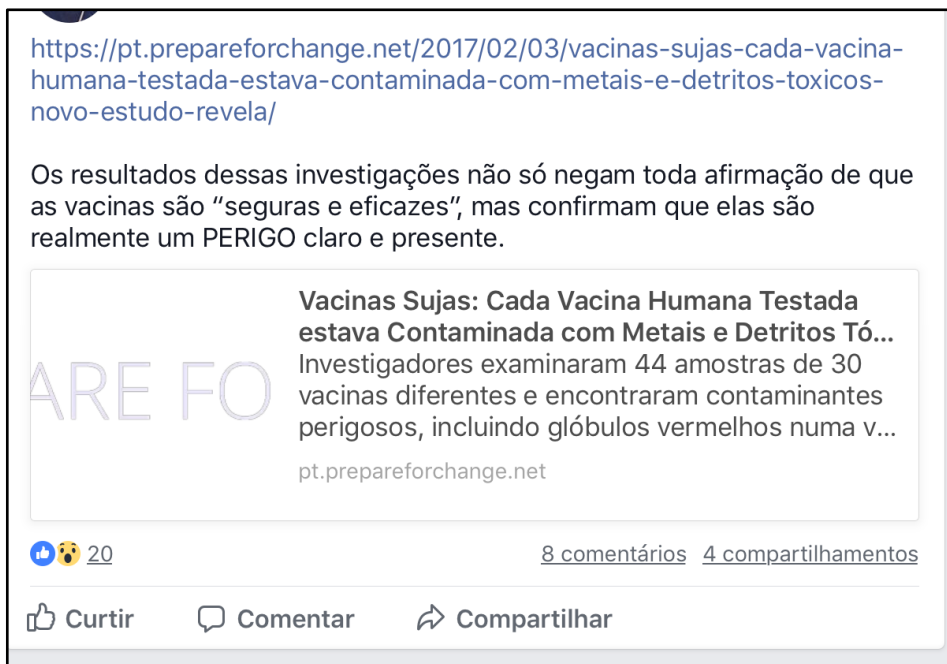 https://pt.prepareforchange.net/2017/02/03/vacinas-sujas-cada-vacina-
humana-testada-estava-contaminada-com-metais-e-detritos-toxicos-
novo-estudo-revela/
Os resultados dessas investigações não só negam toda afirmação de que
as vacinas são “seguras e eficazes”, mas confirmam que elas são
realmente um PERIGO claro e presente.
ARE FO
Vacinas Sujas: Cada Vacina Humana Testada
estava Contaminada com Metais e Detritos Tó...
Investigadores examinaram 44 amostras de 30
vacinas diferentes e encontraram contaminantes
perigosos, incluindo glóbulos vermelhos numa v...
pt.prepareforchange.net
20 8 comentários 4 compartilhamentos
Curtir Comentar Compartilhar